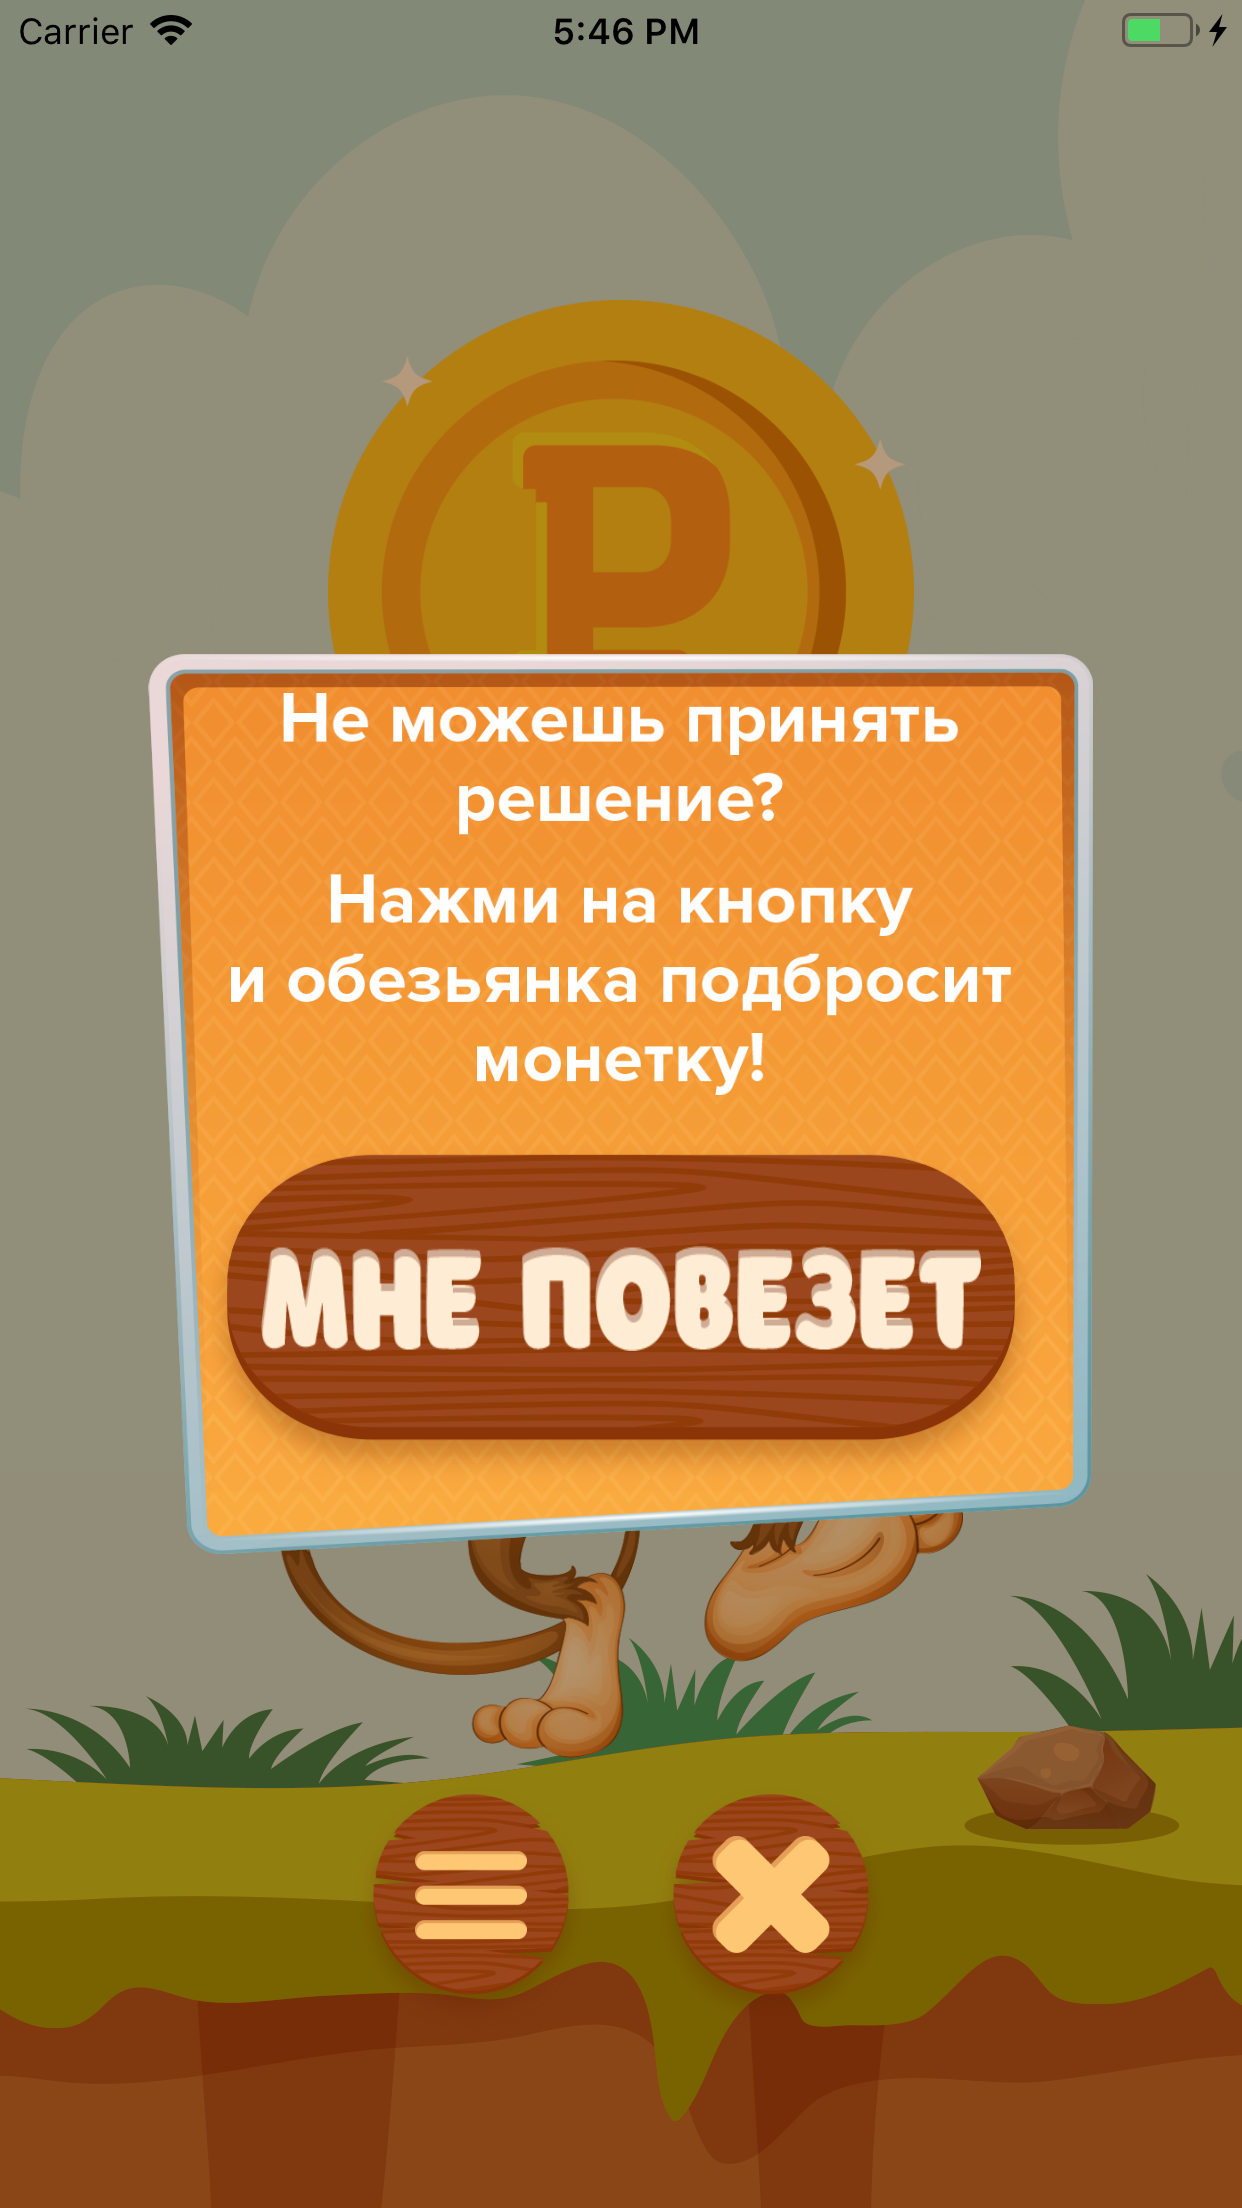 Carrier 5:46 PM
₽
Не можешь принять
решение?
Нажми на кнопку
и обезьянка подбросит
монетку!
МНЕ ПОВЕЗЕТ